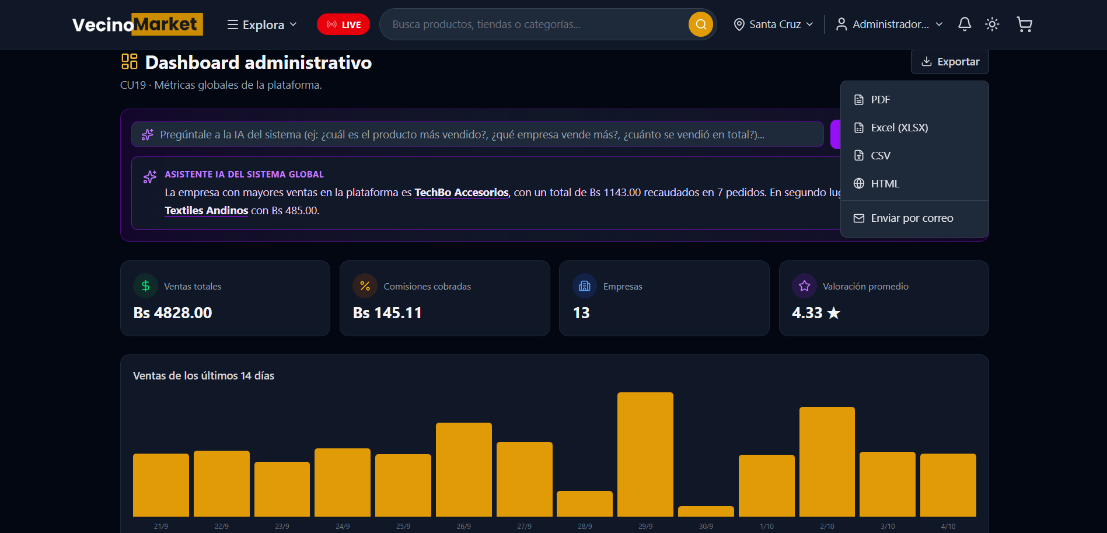 VecinoMarket
Explora
LIVE
Busca productos, tiendas o categorías...
Santa Cruz
Administrador...
Dashboard administrativo
Exportar
CU19 · Métricas globales de la plataforma.
PDF
Excel (XLSX)
CSV
HTML
Enviar por correo
Pregúntale a la IA del sistema (ej: ¿cuál es el producto más vendido?, ¿qué empresa vende más?, ¿cuánto se vendió en total?)...
ASISTENTE IA DEL SISTEMA GLOBAL
La empresa con mayores ventas en la plataforma es TechBo Accesorios, con un total de Bs 1143.00 recaudados en 7 pedidos. En segundo
Textiles Andinos con Bs 485.00.
Ventas totales
Bs 4828.00
Comisiones cobradas
Bs 145.11
Empresas
13
Valoración promedio
4.33 ★
Ventas de los últimos 14 días
21/9 22/9 23/9 24/9 25/9 26/9 27/9 28/9 29/9 30/9 1/10 2/10 3/10 4/10